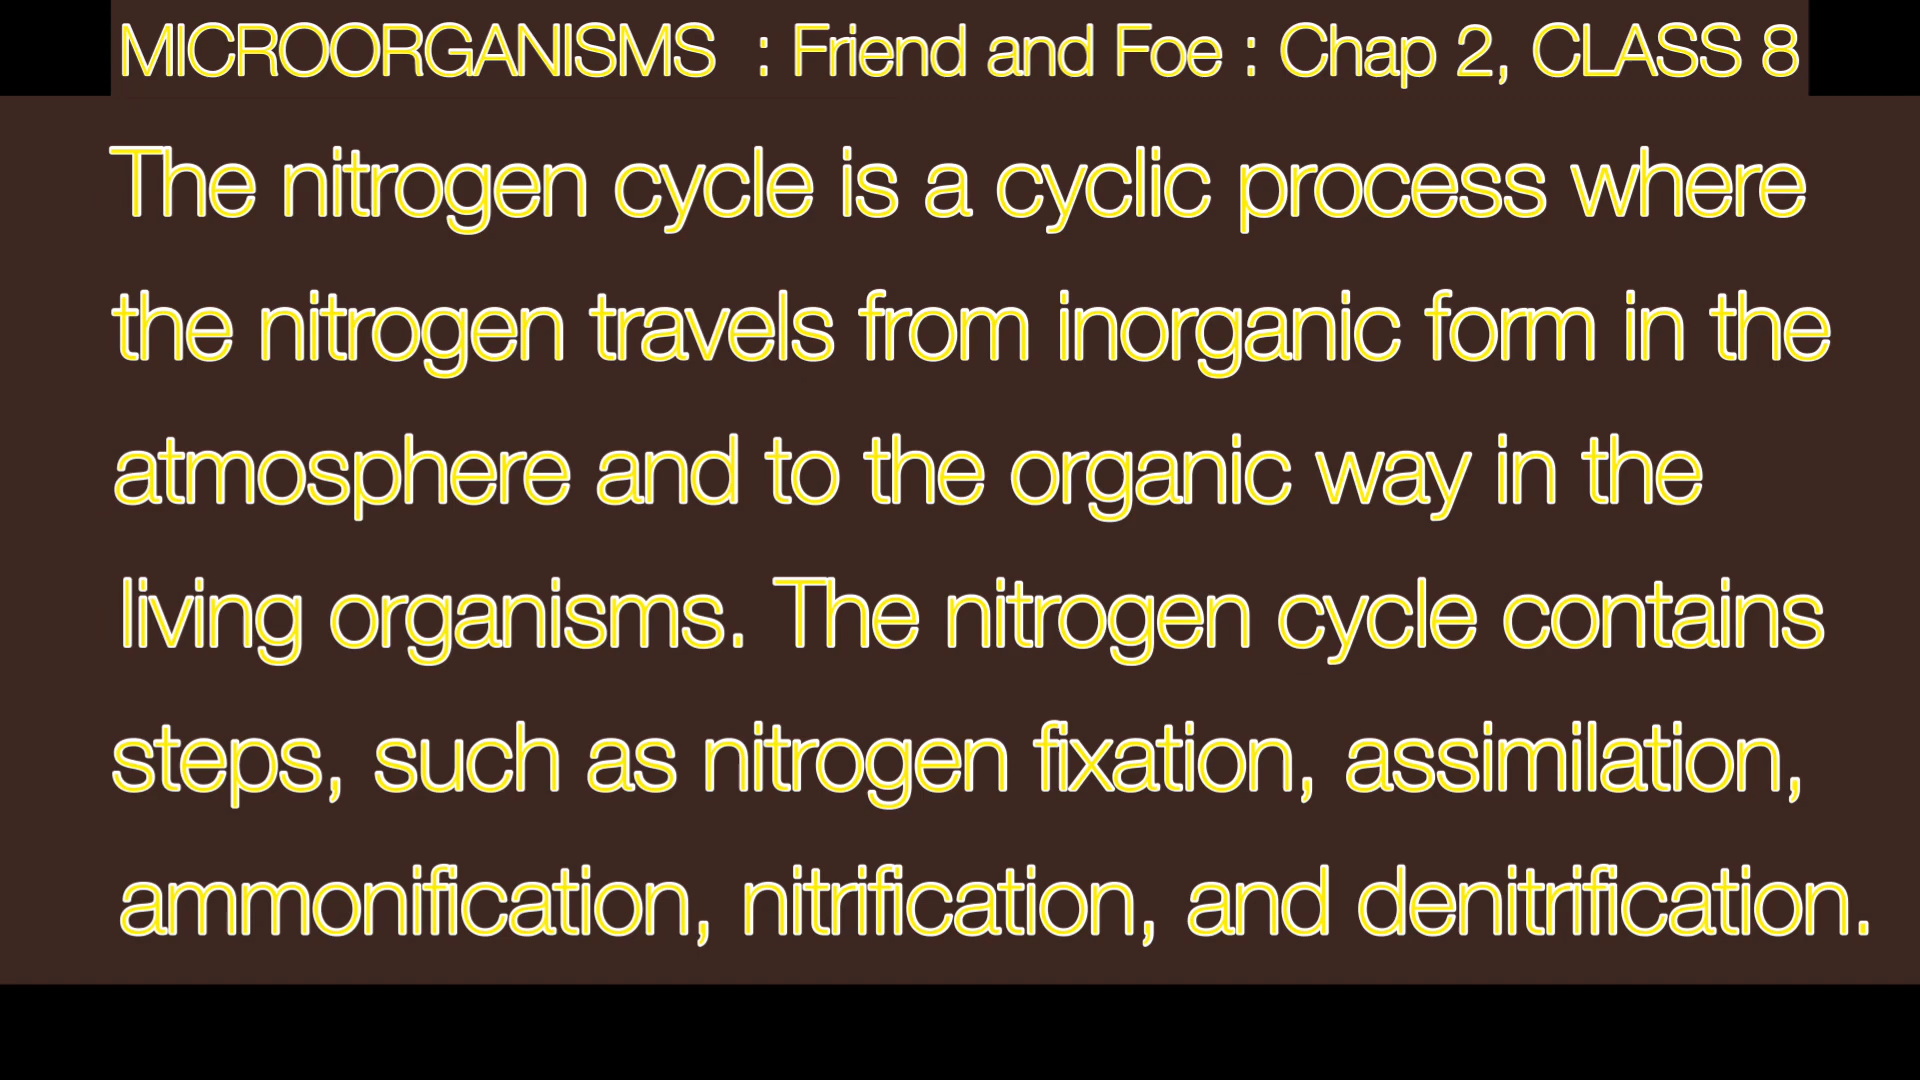 MICROORGANISMS : Friend and Foe : Chap 2, CLASS 8
The nitrogen cycle is a cyclic process where
the nitrogen travels from inorganic form in the
atmosphere and to the organic way in the
living organisms. The nitrogen cycle contains
steps, such as nitrogen fixation, assimilation,
ammonification, nitrification, and denitrification.